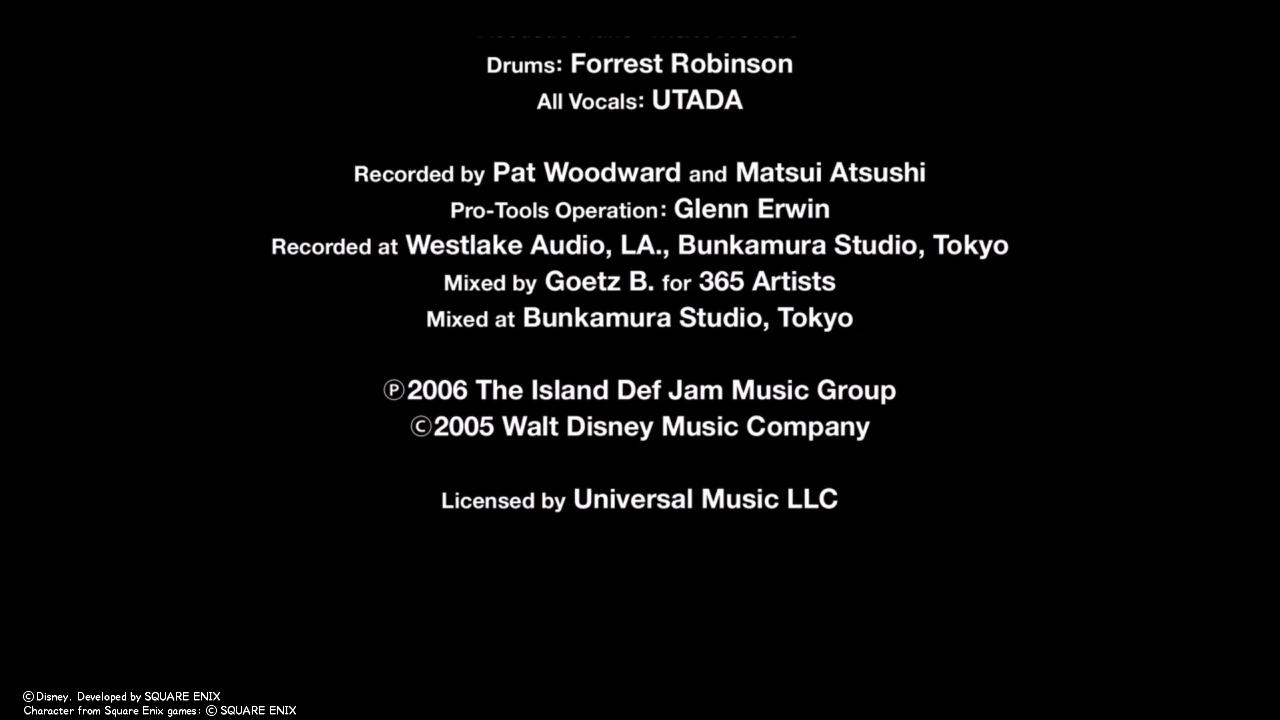 Drums: Forrest Robinson
All Vocals: UTADA
Recorded by Pat Woodward and Matsui Atsushi
Pro-Tools Operation: Glenn Erwin
Recorded at Westlake Audio, LA., Bunkamura Studio, Tokyo
Mixed by Goetz B. for 365 Artists
Mixed at Bunkamura Studio, Tokyo
Ⓟ2006 The Island Def Jam Music Group
©2005 Walt Disney Music Company
Licensed by Universal Music LLC
©Disney. Developed by SQUARE ENIX
Character from Square Enix games: © SQUARE ENIX